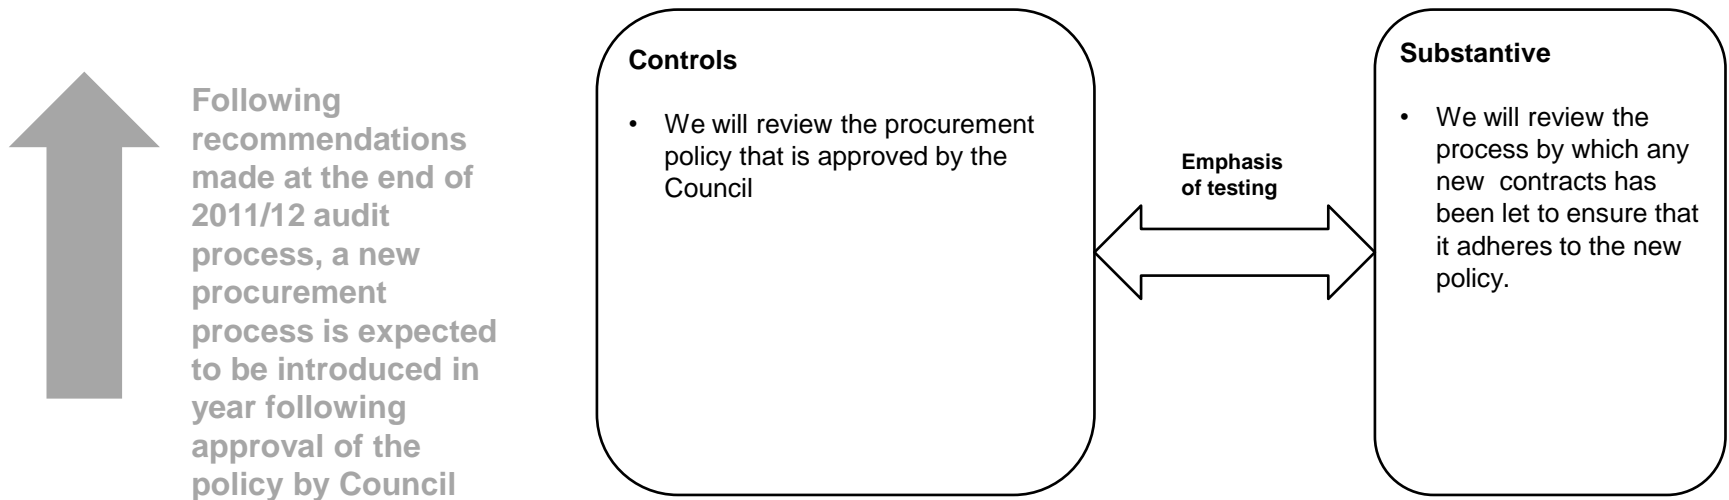 Following
recommendations
made at the end of
2011/12 audit
process, a new
procurement
process is expected
to be introduced in
year following
approval of the
policy by Council
Controls
• We will review the procurement
policy that is approved by the
Council
Emphasis
of testing
Substantive
• We will review the
process by which any
new contracts has
been let to ensure that
it adheres to the new
policy.